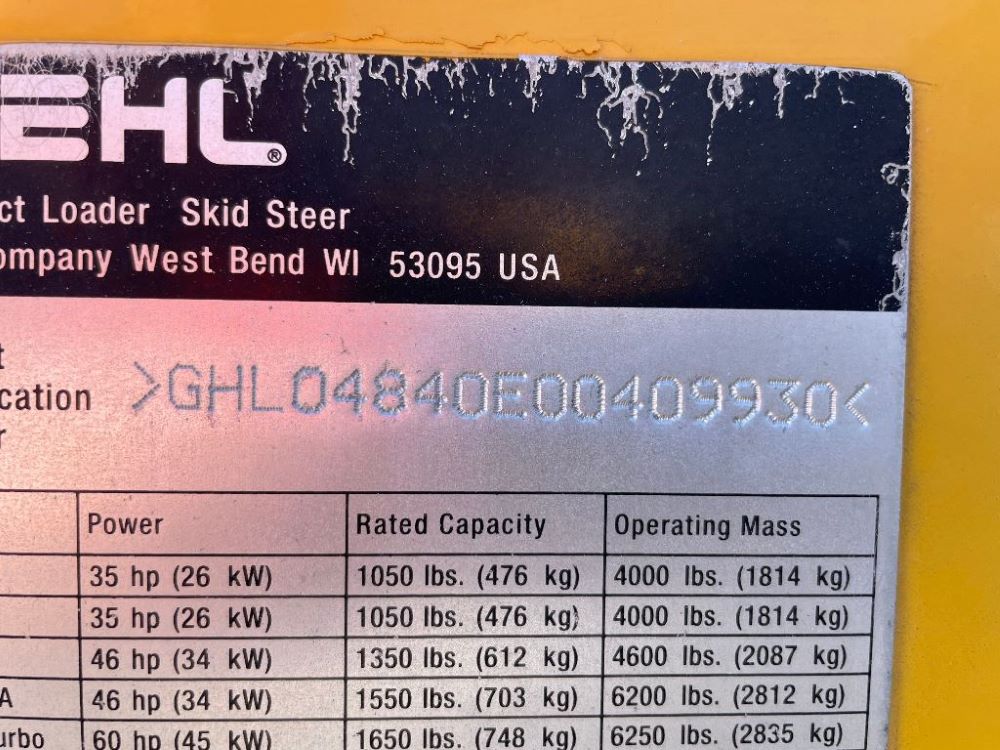 EHL®
ct Loader Skid Steer
ompany West Bend WI 53095 USA
t
cation
r
>GHL04840E00409930<
Power Rated Capacity Operating Mass
35 hp (26 kW) 1050 lbs. (476 kg) 4000 lbs. (1814 kg)
35 hp (26 kW) 1050 lbs. (476 kg) 4000 lbs. (1814 kg)
46 hp (34 kW) 1350 lbs. (612 kg) 4600 lbs. (2087 kg)
A 46 hp (34 kW) 1550 lbs. (703 kg) 6200 lbs. (2812 kg)
urbo 60 hp (45 kW) 1650 lbs. (748 kg) 6250 lbs. (2835 kg)